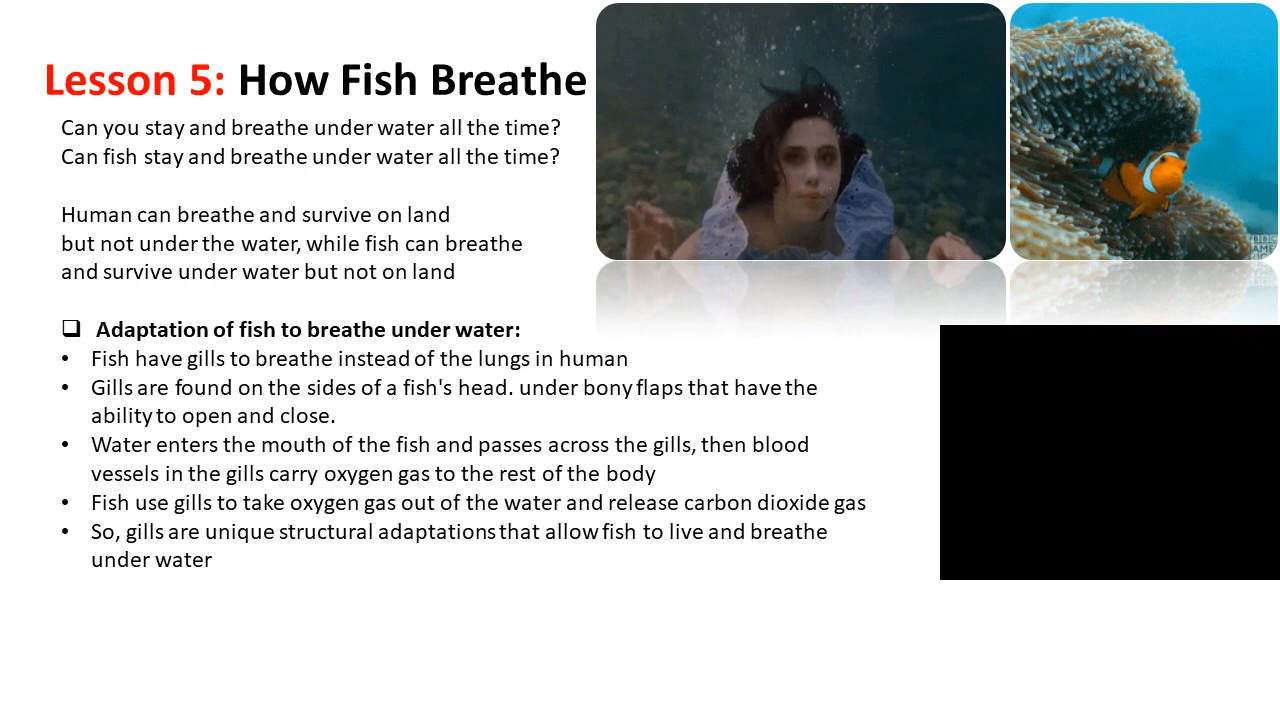 Lesson 5: How Fish Breathe
Can you stay and breathe under water all the time?
Can fish stay and breathe under water all the time?
Human can breathe and survive on land
but not under the water, while fish can breathe
and survive under water but not on land
❑ Adaptation of fish to breathe under water:
• Fish have gills to breathe instead of the lungs in human
• Gills are found on the sides of a fish's head. under bony flaps that have the
ability to open and close.
• Water enters the mouth of the fish and passes across the gills, then blood
vessels in the gills carry oxygen gas to the rest of the body
• Fish use gills to take oxygen gas out of the water and release carbon dioxide gas
• So, gills are unique structural adaptations that allow fish to live and breathe
under water
BBC